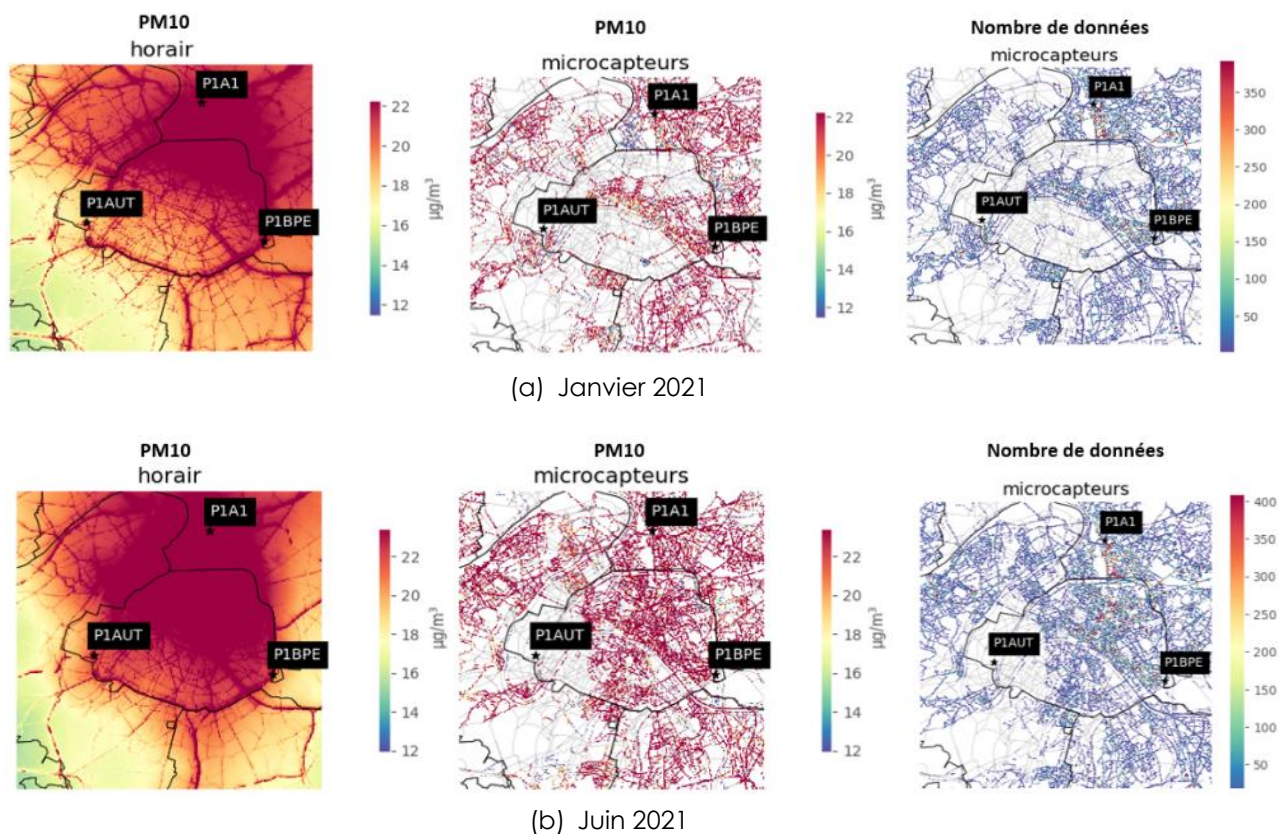 PM10
horair
P1A1
P1AUT
P1BPE
22
20
18
16
14
12
µg/m³
PM10
microcapteurs
P1A1
P1AUT
P1BPE
22
20
18
16
14
12
µg/m³
Nombre de données
microcapteurs
P1A1
P1AUT
P1BPE
350
300
250
200
150
100
50
(a) Janvier 2021
PM10
horair
P1A1
P1AUT
P1BPE
22
20
18
16
14
12
µg/m³
PM10
microcapteurs
P1A1
P1AUT
P1BPE
22
20
18
16
14
12
µg/m³
Nombre de données
microcapteurs
P1A1
P1AUT
P1BPE
400
350
300
250
200
150
100
50
(b) Juin 2021